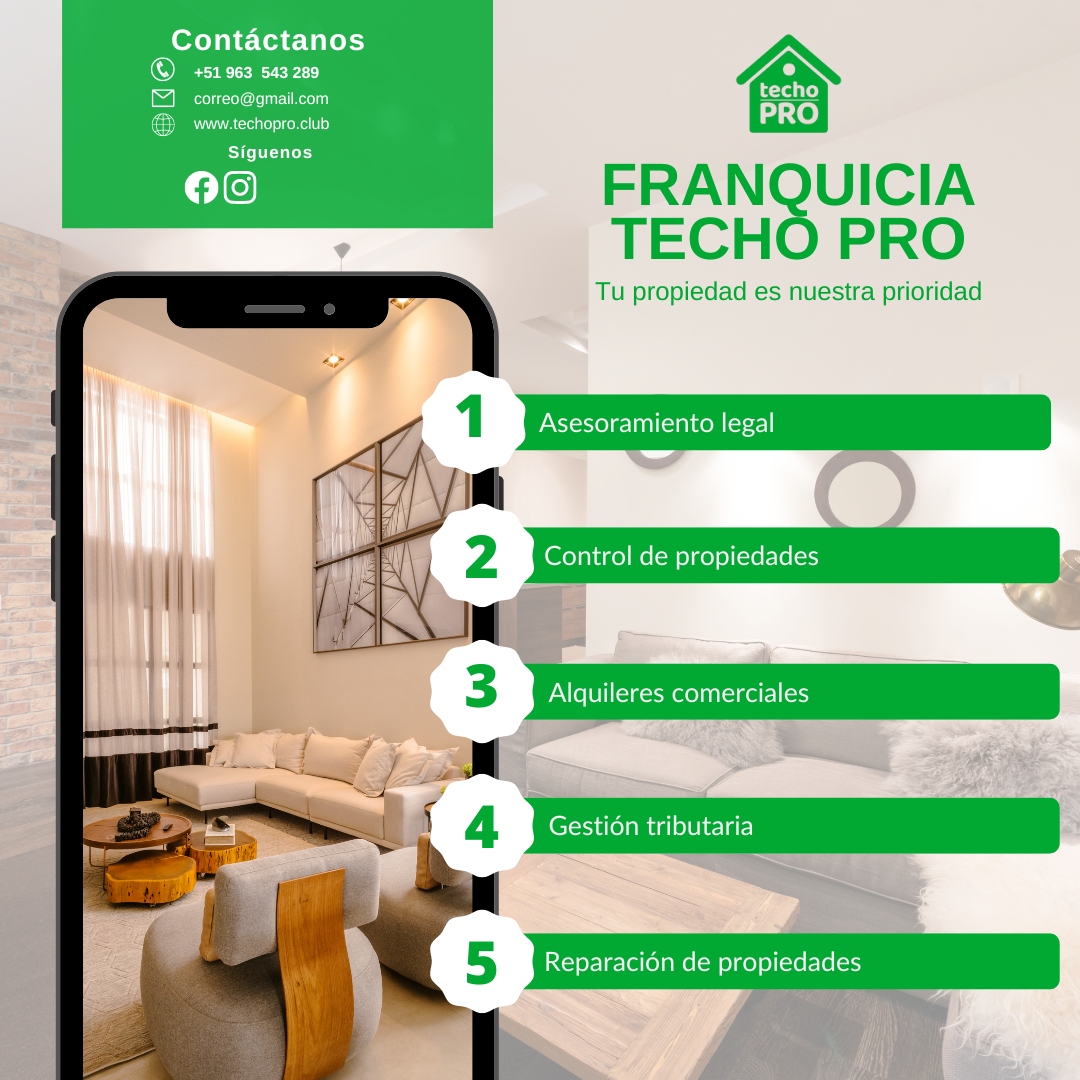 Contáctanos
+51 963 543 289
correo@gmail.com
www.techopro.club
Síguenos
techo
PRO
FRANQUICIA
TECHO PRO
Tu propiedad es nuestra prioridad
1 Asesoramiento legal
2 Control de propiedades
3 Alquileres comerciales
4 Gestión tributaria
5 Reparación de propiedades